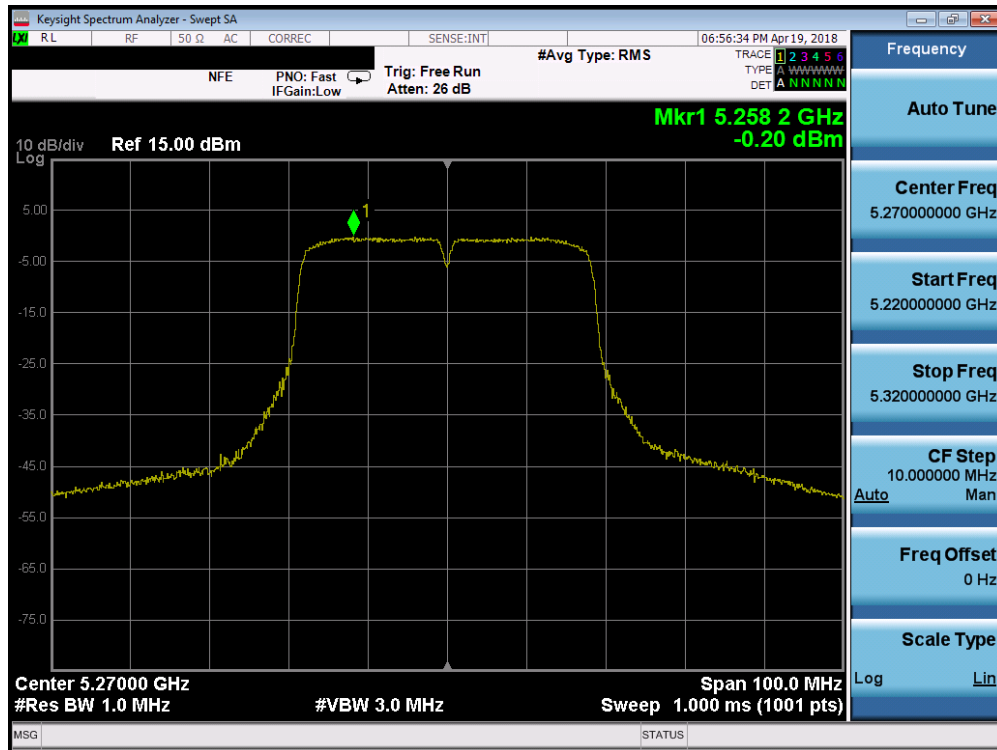 Keysight Spectrum Analyzer - Swept SA
LXI RL RF 50 Ω AC CORREC SENSE:INT 06:56:34 PM Apr 19, 2018
#Avg Type: RMS TRACE 1 2 3 4 5 6
NFE PNO: Fast Trig: Free Run TYPE A WWWWW
IFGain:Low Atten: 26 dB DET A N N N N N
Mkr1 5.258 2 GHz
-0.20 dBm
10 dB/div Ref 15.00 dBm
Log
1
5.00
-5.00
-15.0
-25.0
-35.0
-45.0
-55.0
-65.0
-75.0
Center 5.27000 GHz Span 100.0 MHz
#Res BW 1.0 MHz #VBW 3.0 MHz Sweep 1.000 ms (1001 pts)
MSG STATUS
Frequency
Auto Tune
Center Freq
5.270000000 GHz
Start Freq
5.220000000 GHz
Stop Freq
5.320000000 GHz
CF Step
10.000000 MHz
Auto Man
Freq Offset
0 Hz
Scale Type
Log Lin